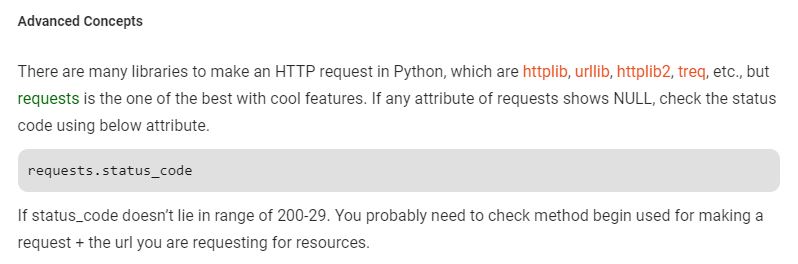 Advanced Concepts
There are many libraries to make an HTTP request in Python, which are httplib, urllib, httplib2, treq, etc., but
requests is the one of the best with cool features. If any attribute of requests shows NULL, check the status
code using below attribute.
requests.status_code
If status_code doesn't lie in range of 200-29. You probably need to check method begin used for making a
request + the url you are requesting for resources.